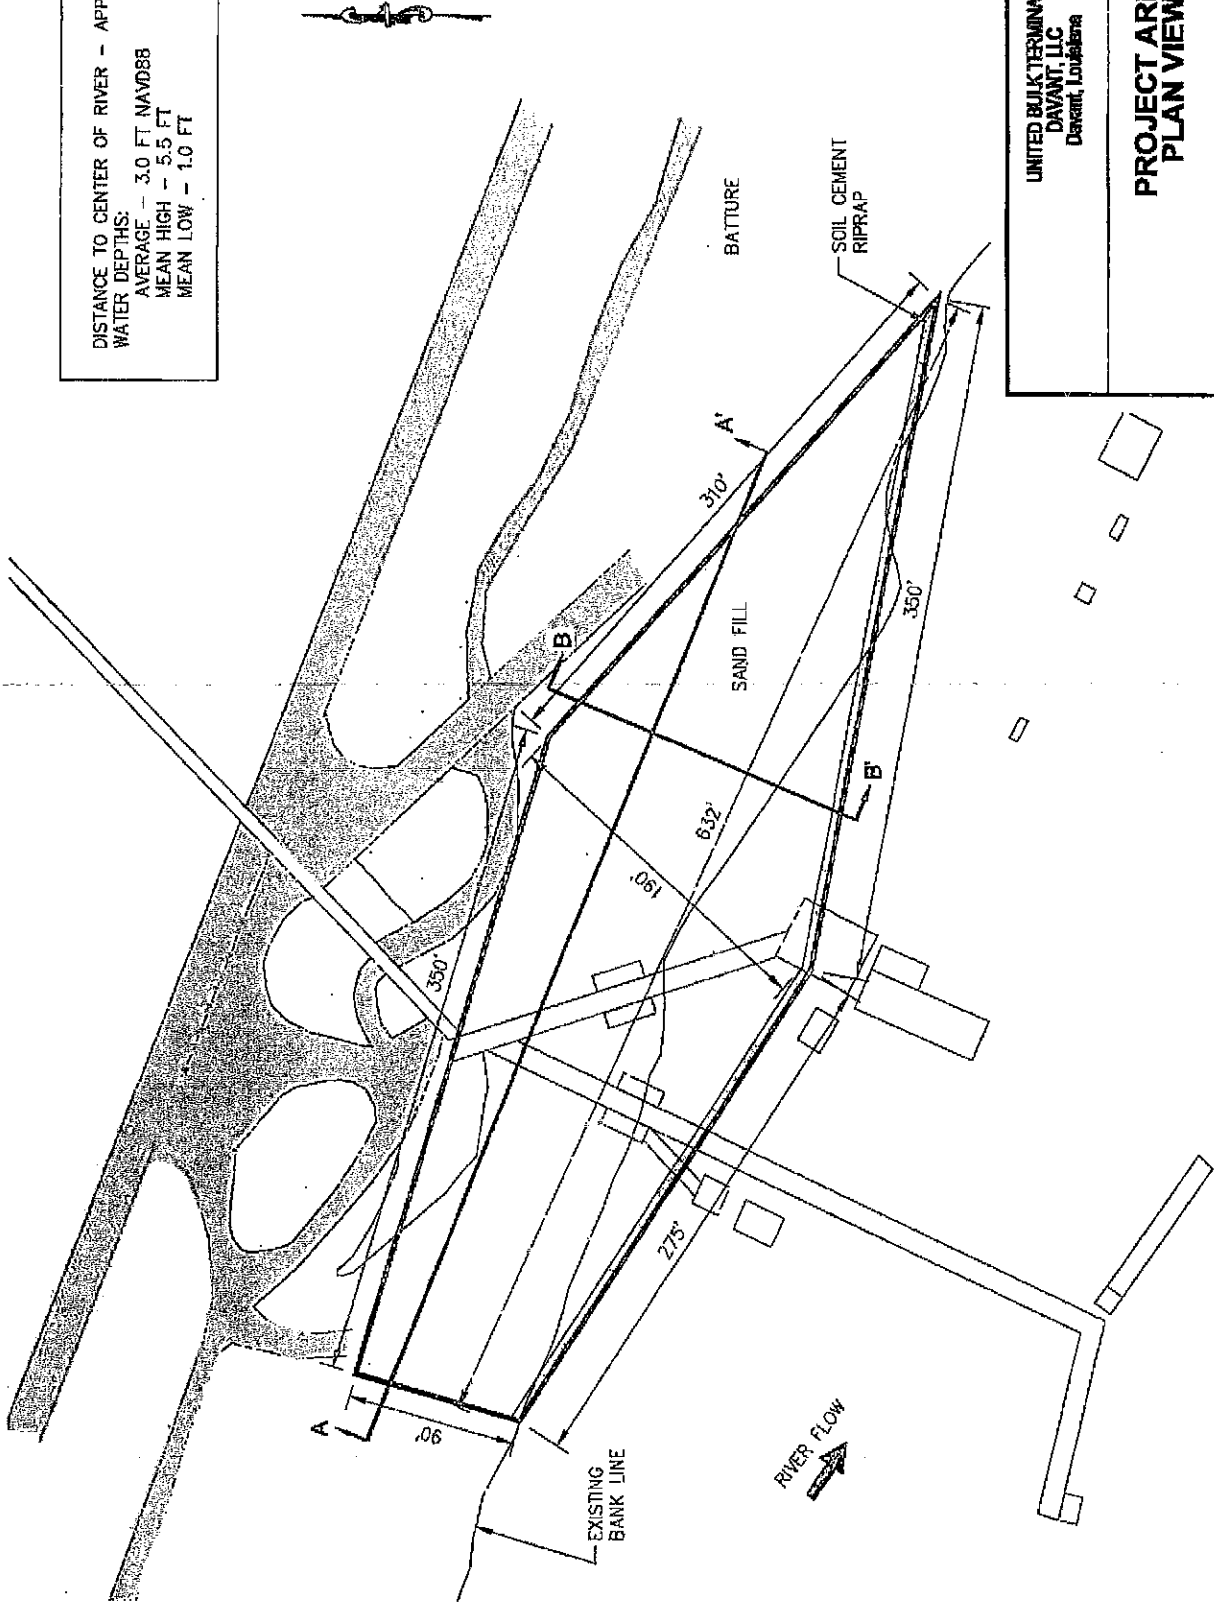 DISTANCE TO CENTER OF RIVER - APP
WATER DEPTHS:
AVERAGE - 3.0 FT NAVD88
MEAN HIGH - 5.5 FT
MEAN LOW - 1.0 FT
BATTURE
SOIL CEMENT
RIPRAP
UNITED BULK TERMINA
DAVANT, LLC
Davant, Louisiana
PROJECT AR
PLAN VIEW
A'
310'
B
SAND FILL
350'
B'
632'
190'
350'
275'
A
90'
EXISTING
BANK LINE
RIVER FLOW